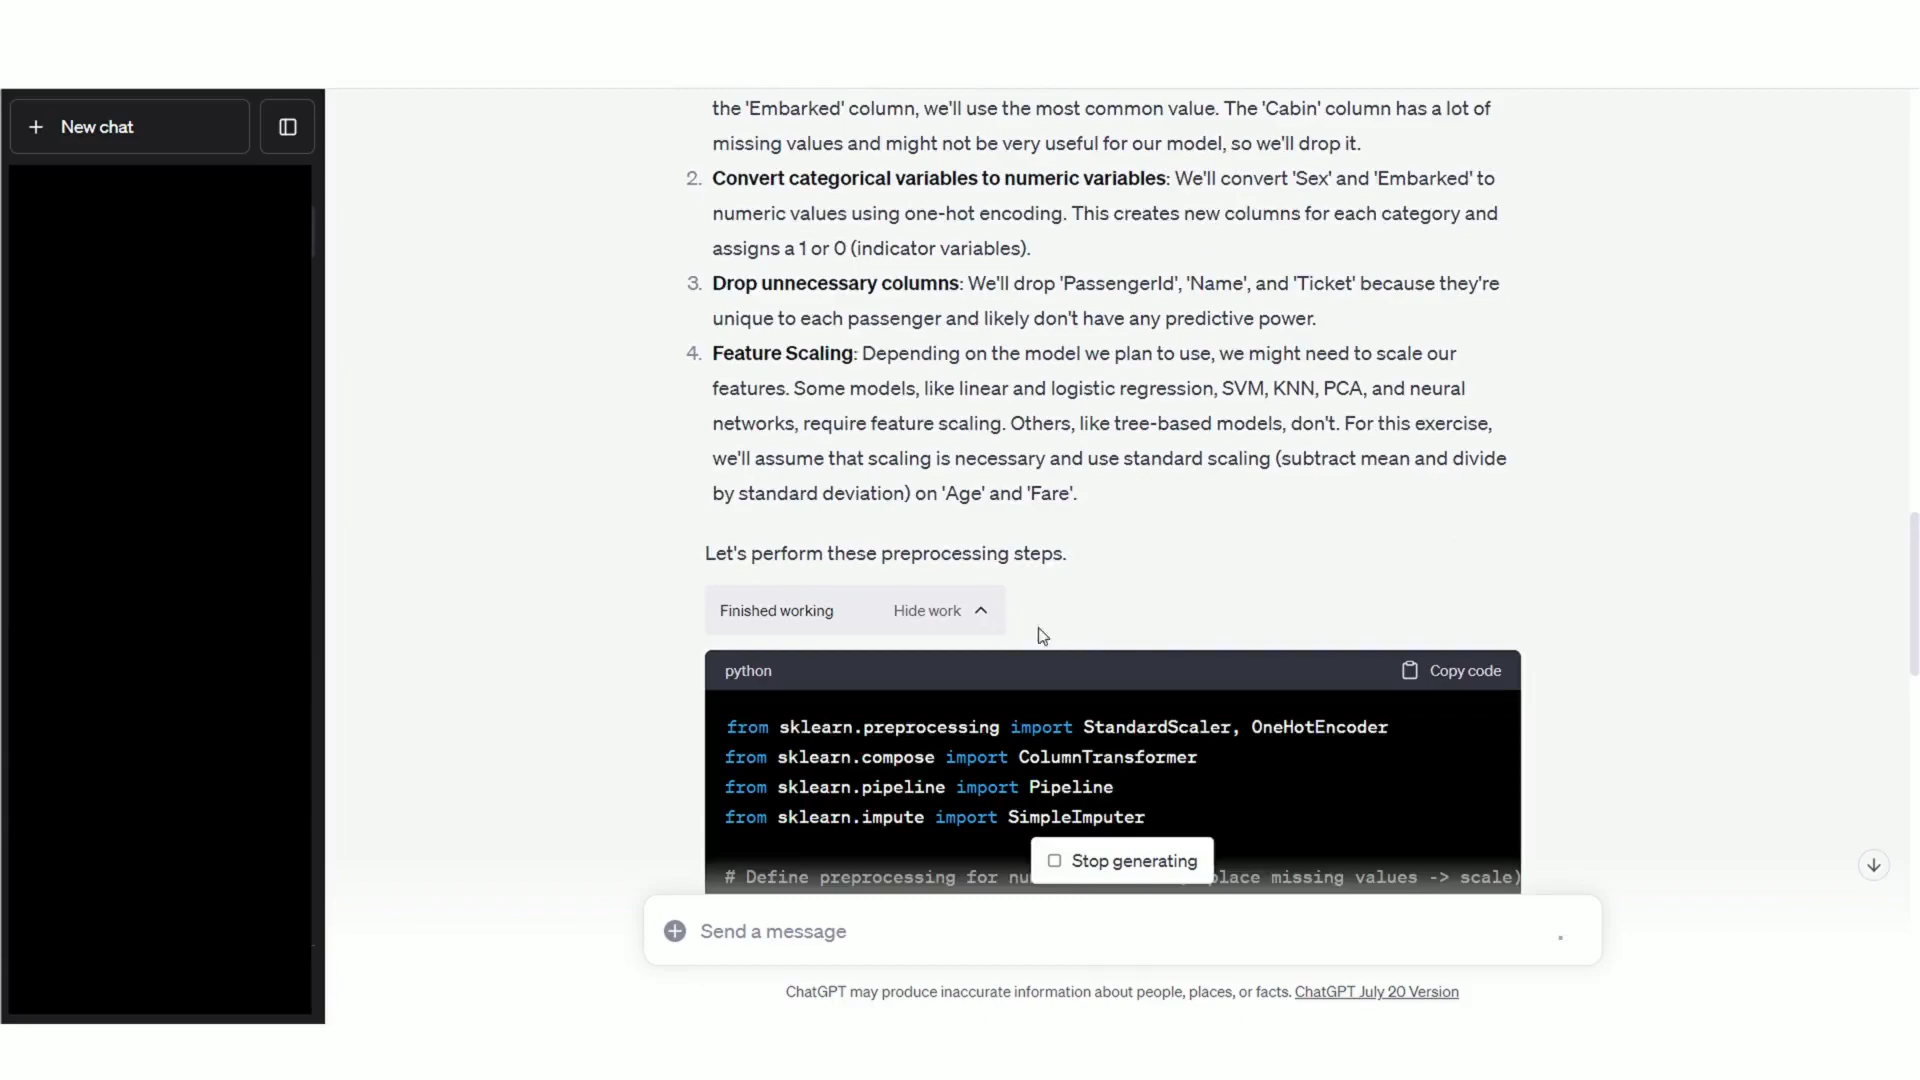 New chat
the 'Embarked' column, we'll use the most common value. The 'Cabin' column has a lot of
missing values and might not be very useful for our model, so we'll drop it.
2. Convert categorical variables to numeric variables: We'll convert 'Sex' and 'Embarked' to
numeric values using one-hot encoding. This creates new columns for each category and
assigns a 1 or 0 (indicator variables).
3. Drop unnecessary columns: We'll drop 'PassengerId', 'Name', and 'Ticket' because they're
unique to each passenger and likely don't have any predictive power.
4. Feature Scaling: Depending on the model we plan to use, we might need to scale our
features. Some models, like linear and logistic regression, SVM, KNN, PCA, and neural
networks, require feature scaling. Others, like tree-based models, don't. For this exercise,
we'll assume that scaling is necessary and use standard scaling (subtract mean and divide
by standard deviation) on 'Age' and 'Fare'.
Let's perform these preprocessing steps.
Finished working Hide work
python Copy code
from sklearn.preprocessing import StandardScaler, OneHotEncoder
from sklearn.compose import ColumnTransformer
from sklearn.pipeline import Pipeline
from sklearn.impute import SimpleImputer
Stop generating
# Define preprocessing for missing values -> scale)
Send a message
ChatGPT may produce inaccurate information about people, places, or facts. ChatGPT July 20 Version